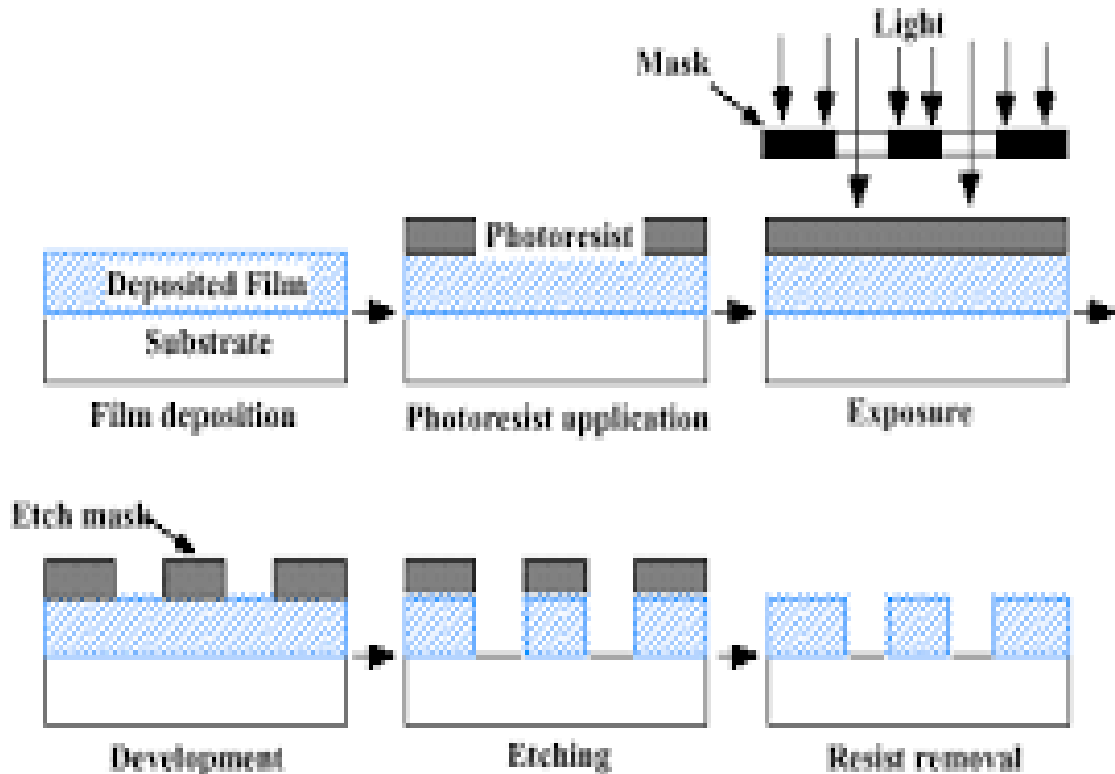 Light
Mask
Photoresist
Deposited Film
Substrate
Film deposition
Photoresist application
Exposure
Etch mask
Development
Etching
Resist removal